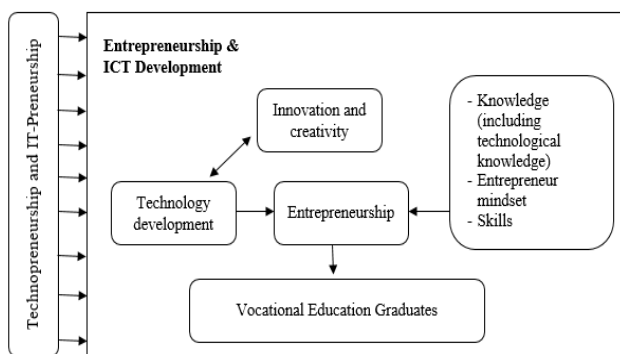 Technopreneurship and IT-Preneurship
Entrepreneurship &
ICT Development
Innovation and
creativity
- Knowledge
(including
technological
knowledge)
- Entrepreneur
mindset
- Skills
Technology
development
Entrepreneurship
Vocational Education Graduates